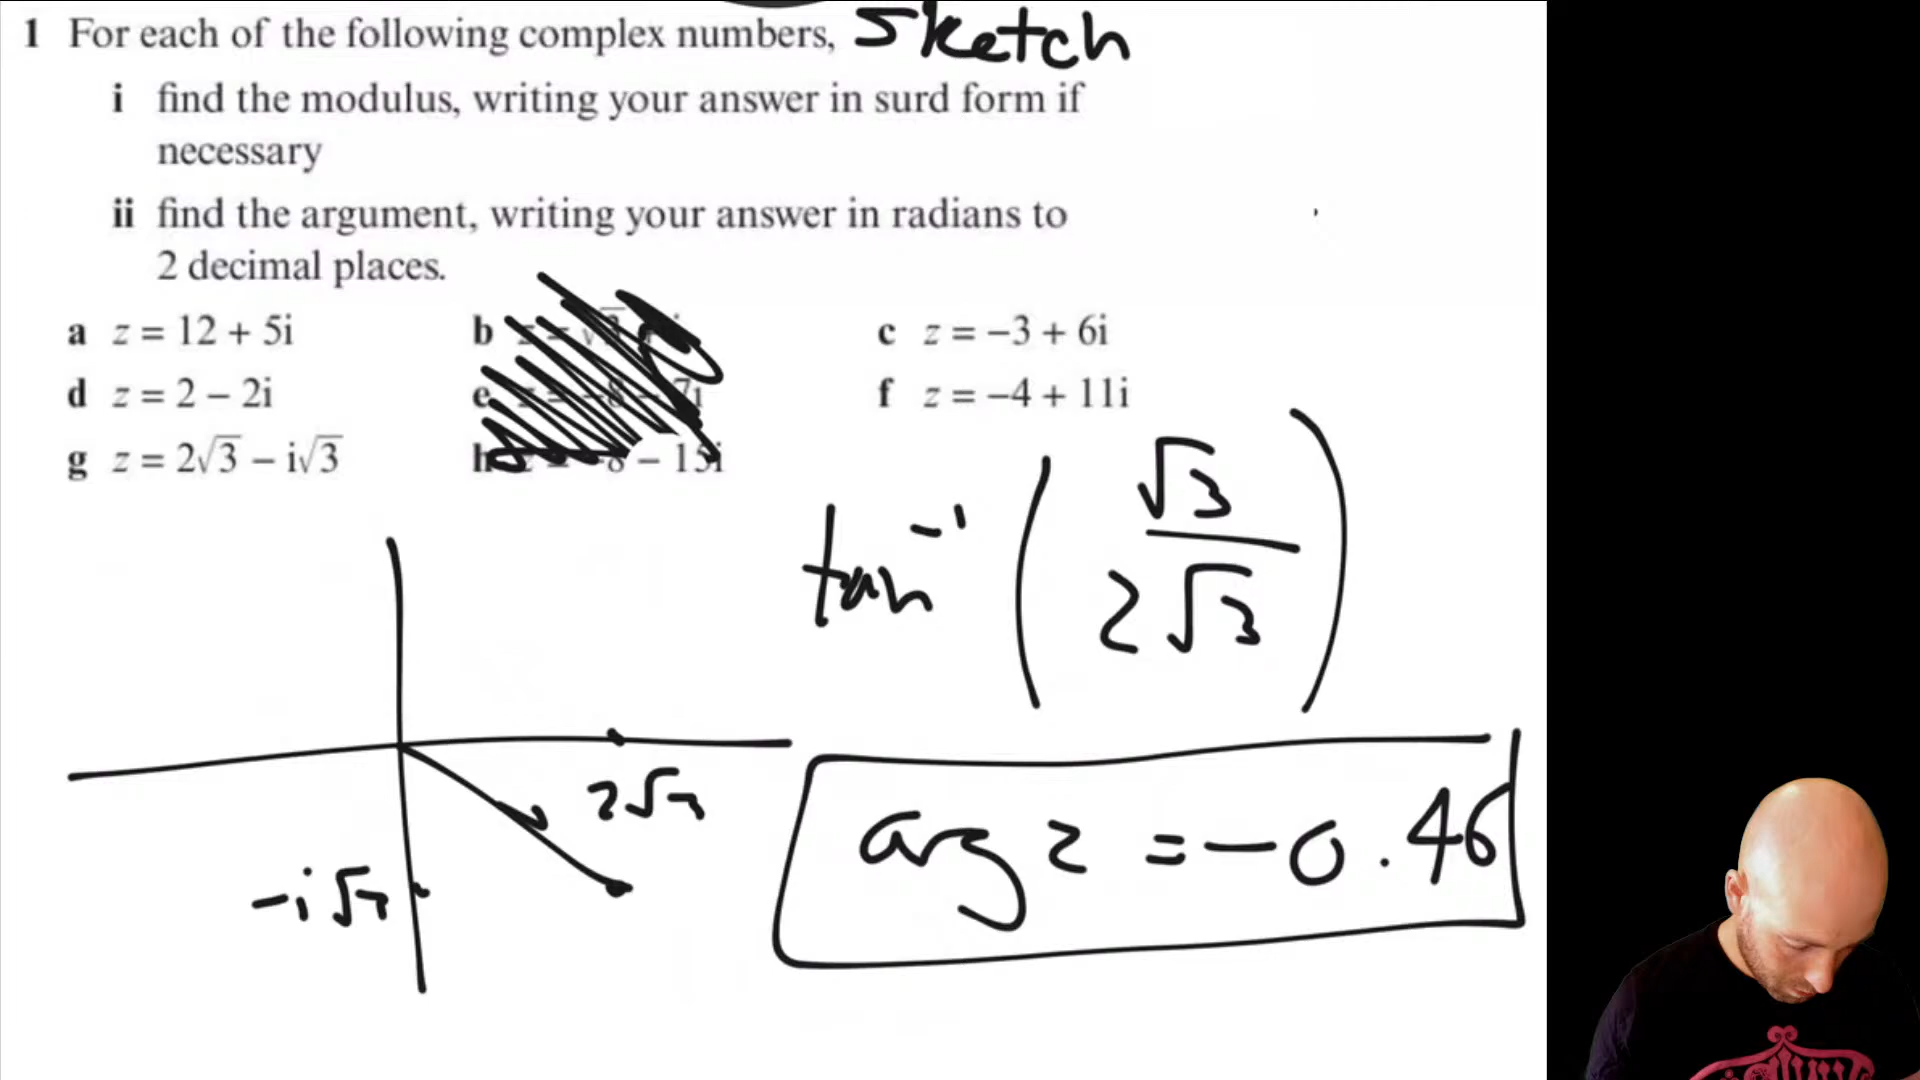 1 For each of the following complex numbers, sketch
i find the modulus, writing your answer in surd form if
necessary
ii find the argument, writing your answer in radians to
2 decimal places.
a z = 12 + 5i b c z = −3 + 6i
d z = 2 − 2i e f z = −4 + 11i
g z = 2√3 − i√3 h − 15i
tan⁻¹ ( √3 / 2√3 )
2√3
-i√3
arg z = -0.46